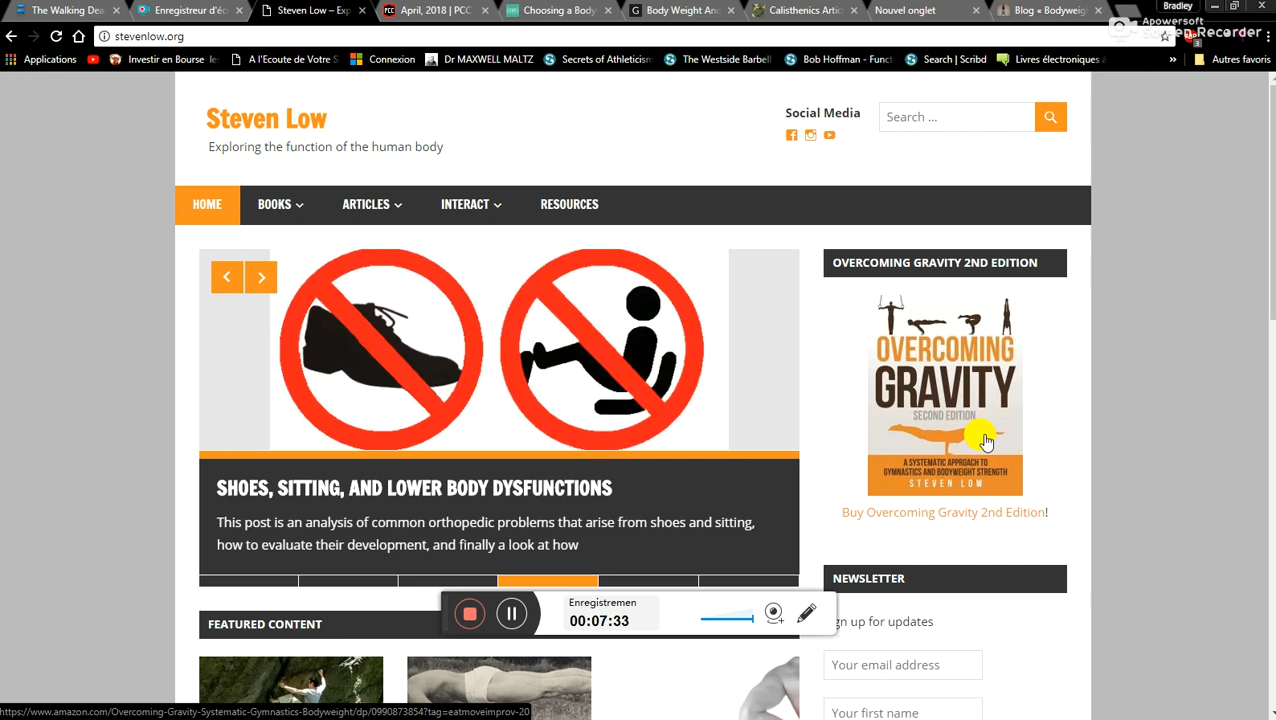 The Walking Dea
Enregistreur d'éc
Steven Low – Exp
April, 2018 | PCC
Choosing a Body
Body Weight And
Calisthenics Artic
Nouvel onglet
Blog « Bodyweig
Bradley
Apowersoft
Screen Recorder
stevenlow.org
3
Applications
Investir en Bourse
A l'Ecoute de Votre S
Connexion
Dr MAXWELL MALTZ
Secrets of Athleticism
The Westside Barbell
Bob Hoffman - Funct
Search | Scribd
Livres électroniques à
»
Autres favoris
Steven Low
Exploring the function of the human body
Social Media
Search …
HOME
BOOKS
ARTICLES
INTERACT
RESOURCES
OVERCOMING GRAVITY 2ND EDITION
OVERCOMING
GRAVITY
SECOND EDITION
A SYSTEMATIC APPROACH TO
GYMNASTICS AND BODYWEIGHT STRENGTH
STEVEN LOW
Buy Overcoming Gravity 2nd Edition!
SHOES, SITTING, AND LOWER BODY DYSFUNCTIONS
This post is an analysis of common orthopedic problems that arise from shoes and sitting,
how to evaluate their development, and finally a look at how
NEWSLETTER
Enregistremen
00:07:33
FEATURED CONTENT
gn up for updates
Your email address
Your first name
https://www.amazon.com/Overcoming-Gravity-Systematic-Gymnastics-Bodyweight/dp/0990873854?tag=eatmoveimprov-20